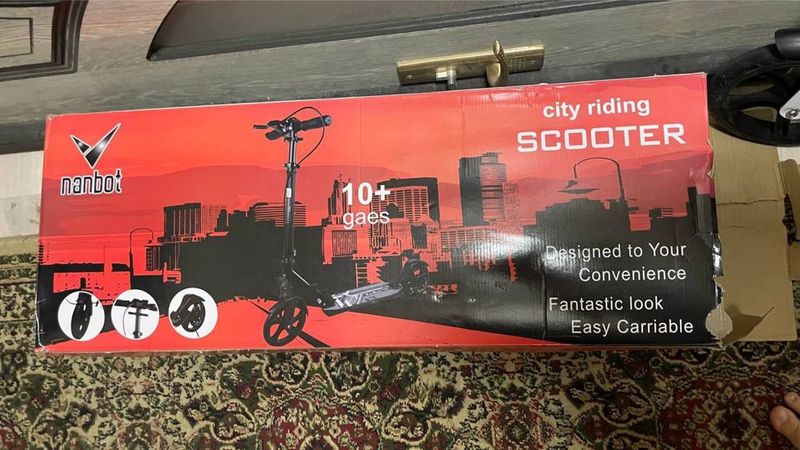 nanbot
city riding
SCOOTER
10+
gaes
Designed to Your
Convenience
Fantastic look
Easy Carriable